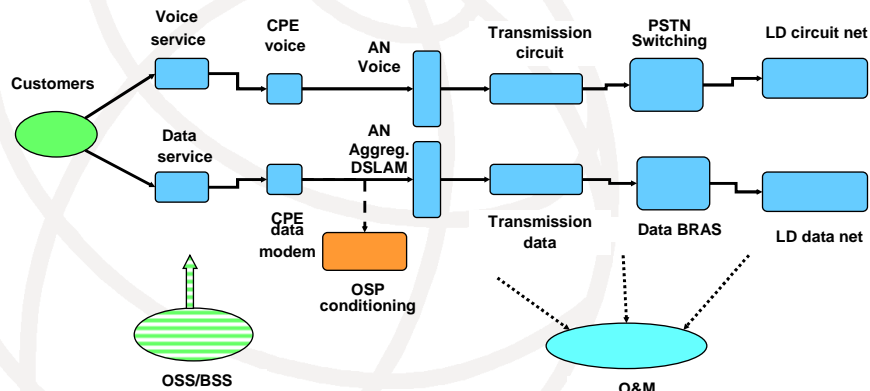 Voice
service
CPE
voice
AN
Voice
Transmission
circuit
PSTN
Switching
LD circuit net
Customers
Data
service
AN
Aggreg.
DSLAM
CPE
data
modem
OSP
conditioning
Transmission
data
Data BRAS
LD data net
OSS/BSS
O&M